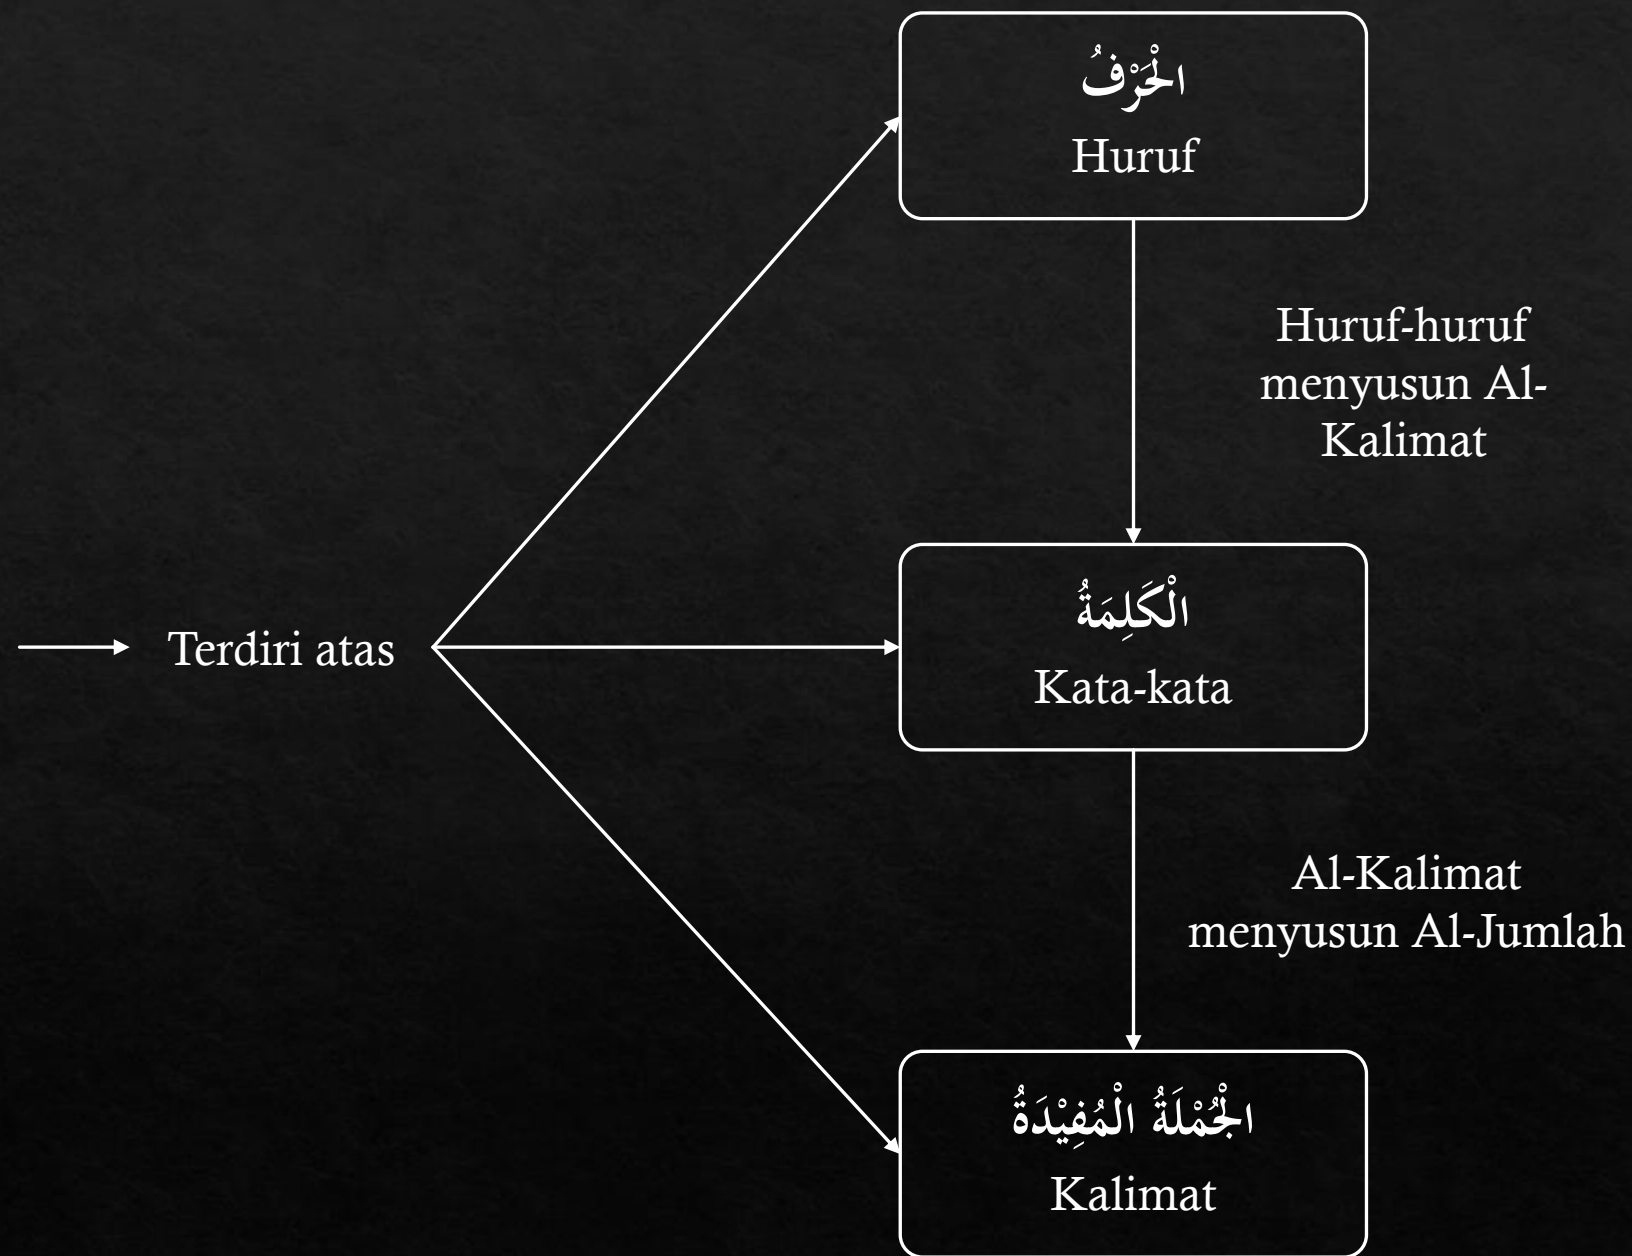 الْحَرْفُ
Huruf
Huruf-huruf
menyusun Al-
Kalimat
Terdiri atas
الْكَلِمَةُ
Kata-kata
Al-Kalimat
menyusun Al-Jumlah
الْجُمْلَةُ الْمُفِيْدَةُ
Kalimat